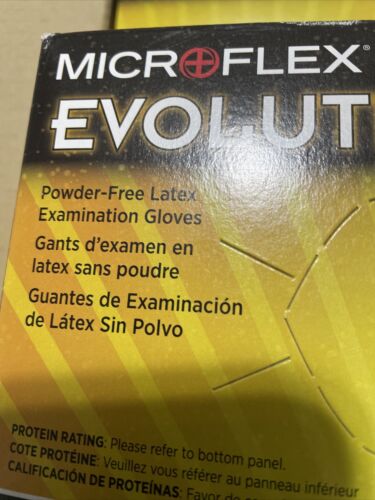 MICROFLEX®
EVOLUT
Powder-Free Latex
Examination Gloves
Gants d'examen en
latex sans poudre
Guantes de Examinación
de Látex Sin Polvo
PROTEIN RATING: Please refer to bottom panel.
COTE PROTÉINE: Veuillez vous référer au panneau inférieur
CALIFICACIÓN DE PROTEÍNAS: Favor de